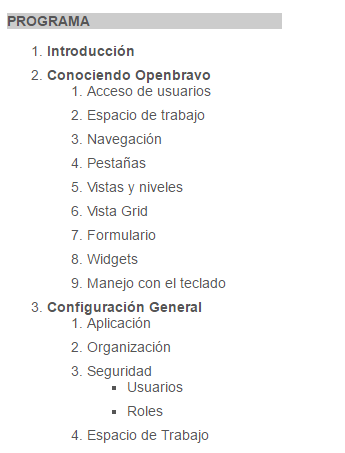 PROGRAMA
1. Introducción
2. Conociendo Openbravo
1. Acceso de usuarios
2. Espacio de trabajo
3. Navegación
4. Pestañas
5. Vistas y niveles
6. Vista Grid
7. Formulario
8. Widgets
9. Manejo con el teclado
3. Configuración General
1. Aplicación
2. Organización
3. Seguridad
▪ Usuarios
▪ Roles
4. Espacio de Trabajo